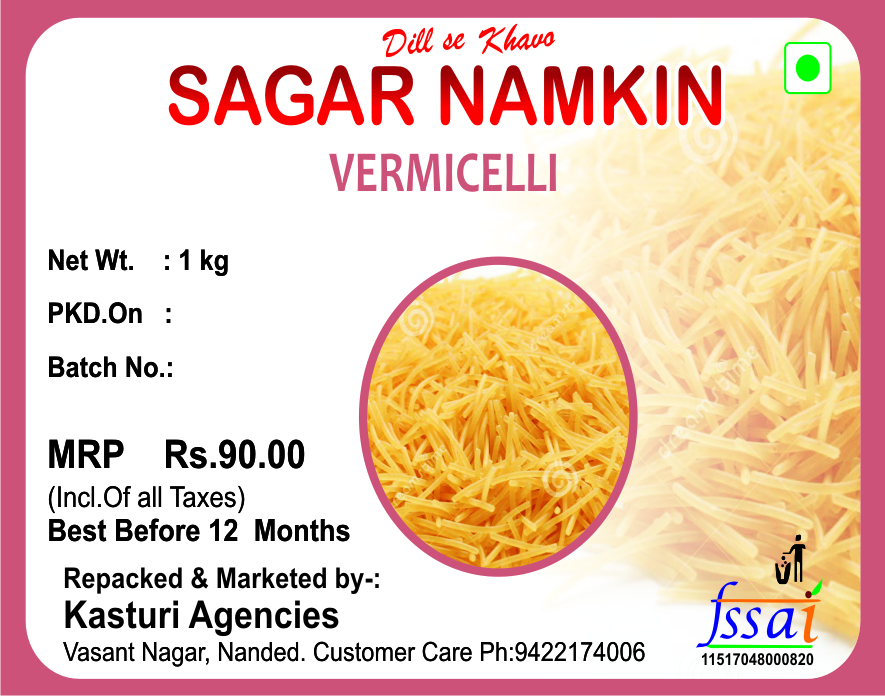 Dill se Khavo
SAGAR NAMKIN
VERMICELLI
Net Wt. : 1 kg
PKD.On :
Batch No.:
MRP Rs.90.00
(Incl.Of all Taxes)
Best Before 12 Months
Repacked & Marketed by-:
Kasturi Agencies
Vasant Nagar, Nanded. Customer Care Ph:9422174006
fssai
11517048000820